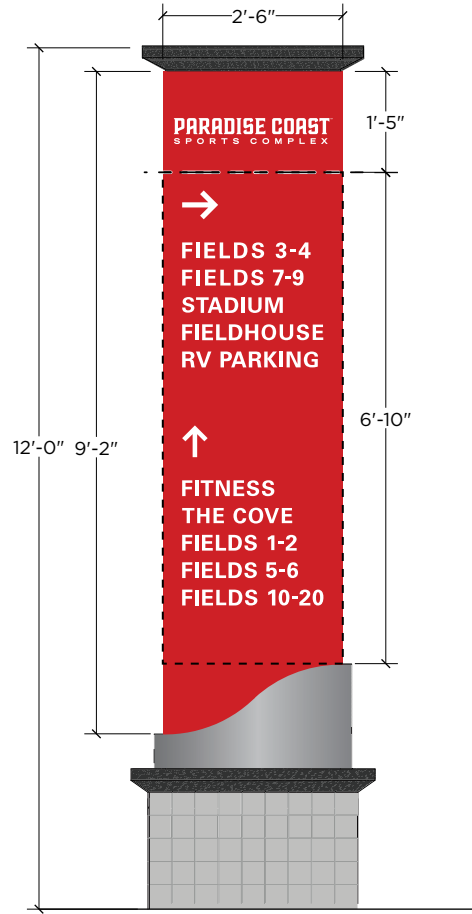 2'-6"
PARADISE COAST
SPORTS COMPLEX
1'-5"
→
FIELDS 3-4
FIELDS 7-9
STADIUM
FIELDHOUSE
RV PARKING
6'-10"
12'-0"
9'-2"
↑
FITNESS
THE COVE
FIELDS 1-2
FIELDS 5-6
FIELDS 10-20